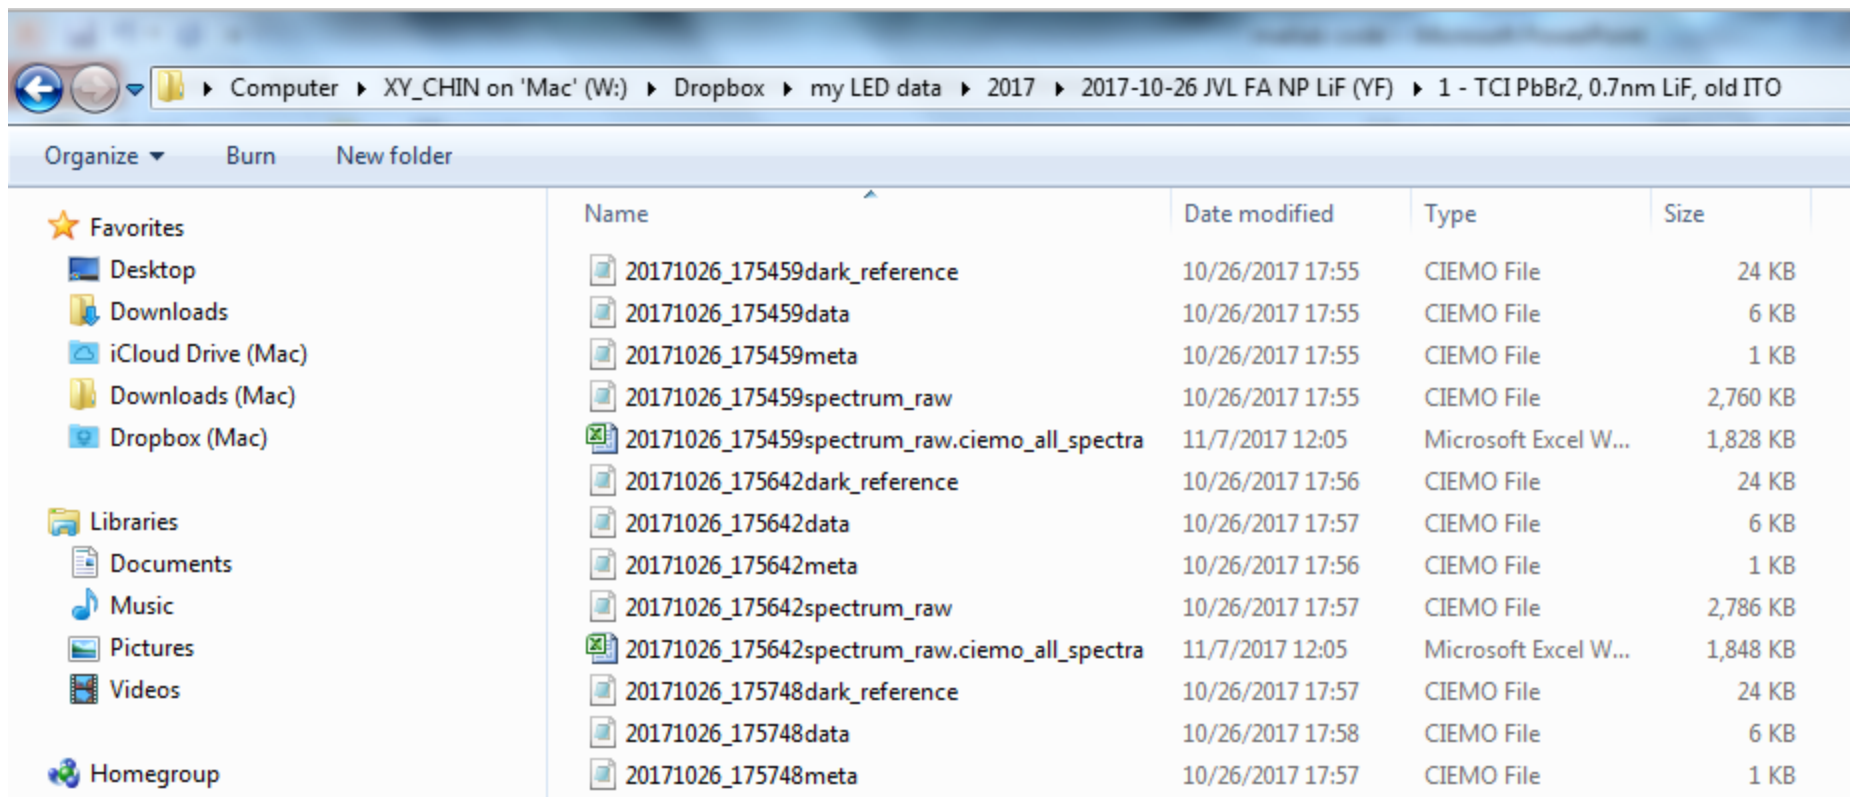 Computer XY_CHIN on 'Mac' (W:) Dropbox my LED data 2017 2017-10-26 JVL FA NP LiF (YF) 1 - TCI PbBr2, 0.7nm LiF, old ITO
Organize Burn New folder
Favorites
Desktop
Downloads
iCloud Drive (Mac)
Downloads (Mac)
Dropbox (Mac)
Libraries
Documents
Music
Pictures
Videos
Homegroup
Name Date modified Type Size
20171026_175459dark_reference 10/26/2017 17:55 CIEMO File 24 KB
20171026_175459data 10/26/2017 17:55 CIEMO File 6 KB
20171026_175459meta 10/26/2017 17:55 CIEMO File 1 KB
20171026_175459spectrum_raw 10/26/2017 17:55 CIEMO File 2,760 KB
20171026_175459spectrum_raw.ciemo_all_spectra 11/7/2017 12:05 Microsoft Excel W... 1,828 KB
20171026_175642dark_reference 10/26/2017 17:56 CIEMO File 24 KB
20171026_175642data 10/26/2017 17:57 CIEMO File 6 KB
20171026_175642meta 10/26/2017 17:56 CIEMO File 1 KB
20171026_175642spectrum_raw 10/26/2017 17:57 CIEMO File 2,786 KB
20171026_175642spectrum_raw.ciemo_all_spectra 11/7/2017 12:05 Microsoft Excel W... 1,848 KB
20171026_175748dark_reference 10/26/2017 17:57 CIEMO File 24 KB
20171026_175748data 10/26/2017 17:58 CIEMO File 6 KB
20171026_175748meta 10/26/2017 17:57 CIEMO File 1 KB